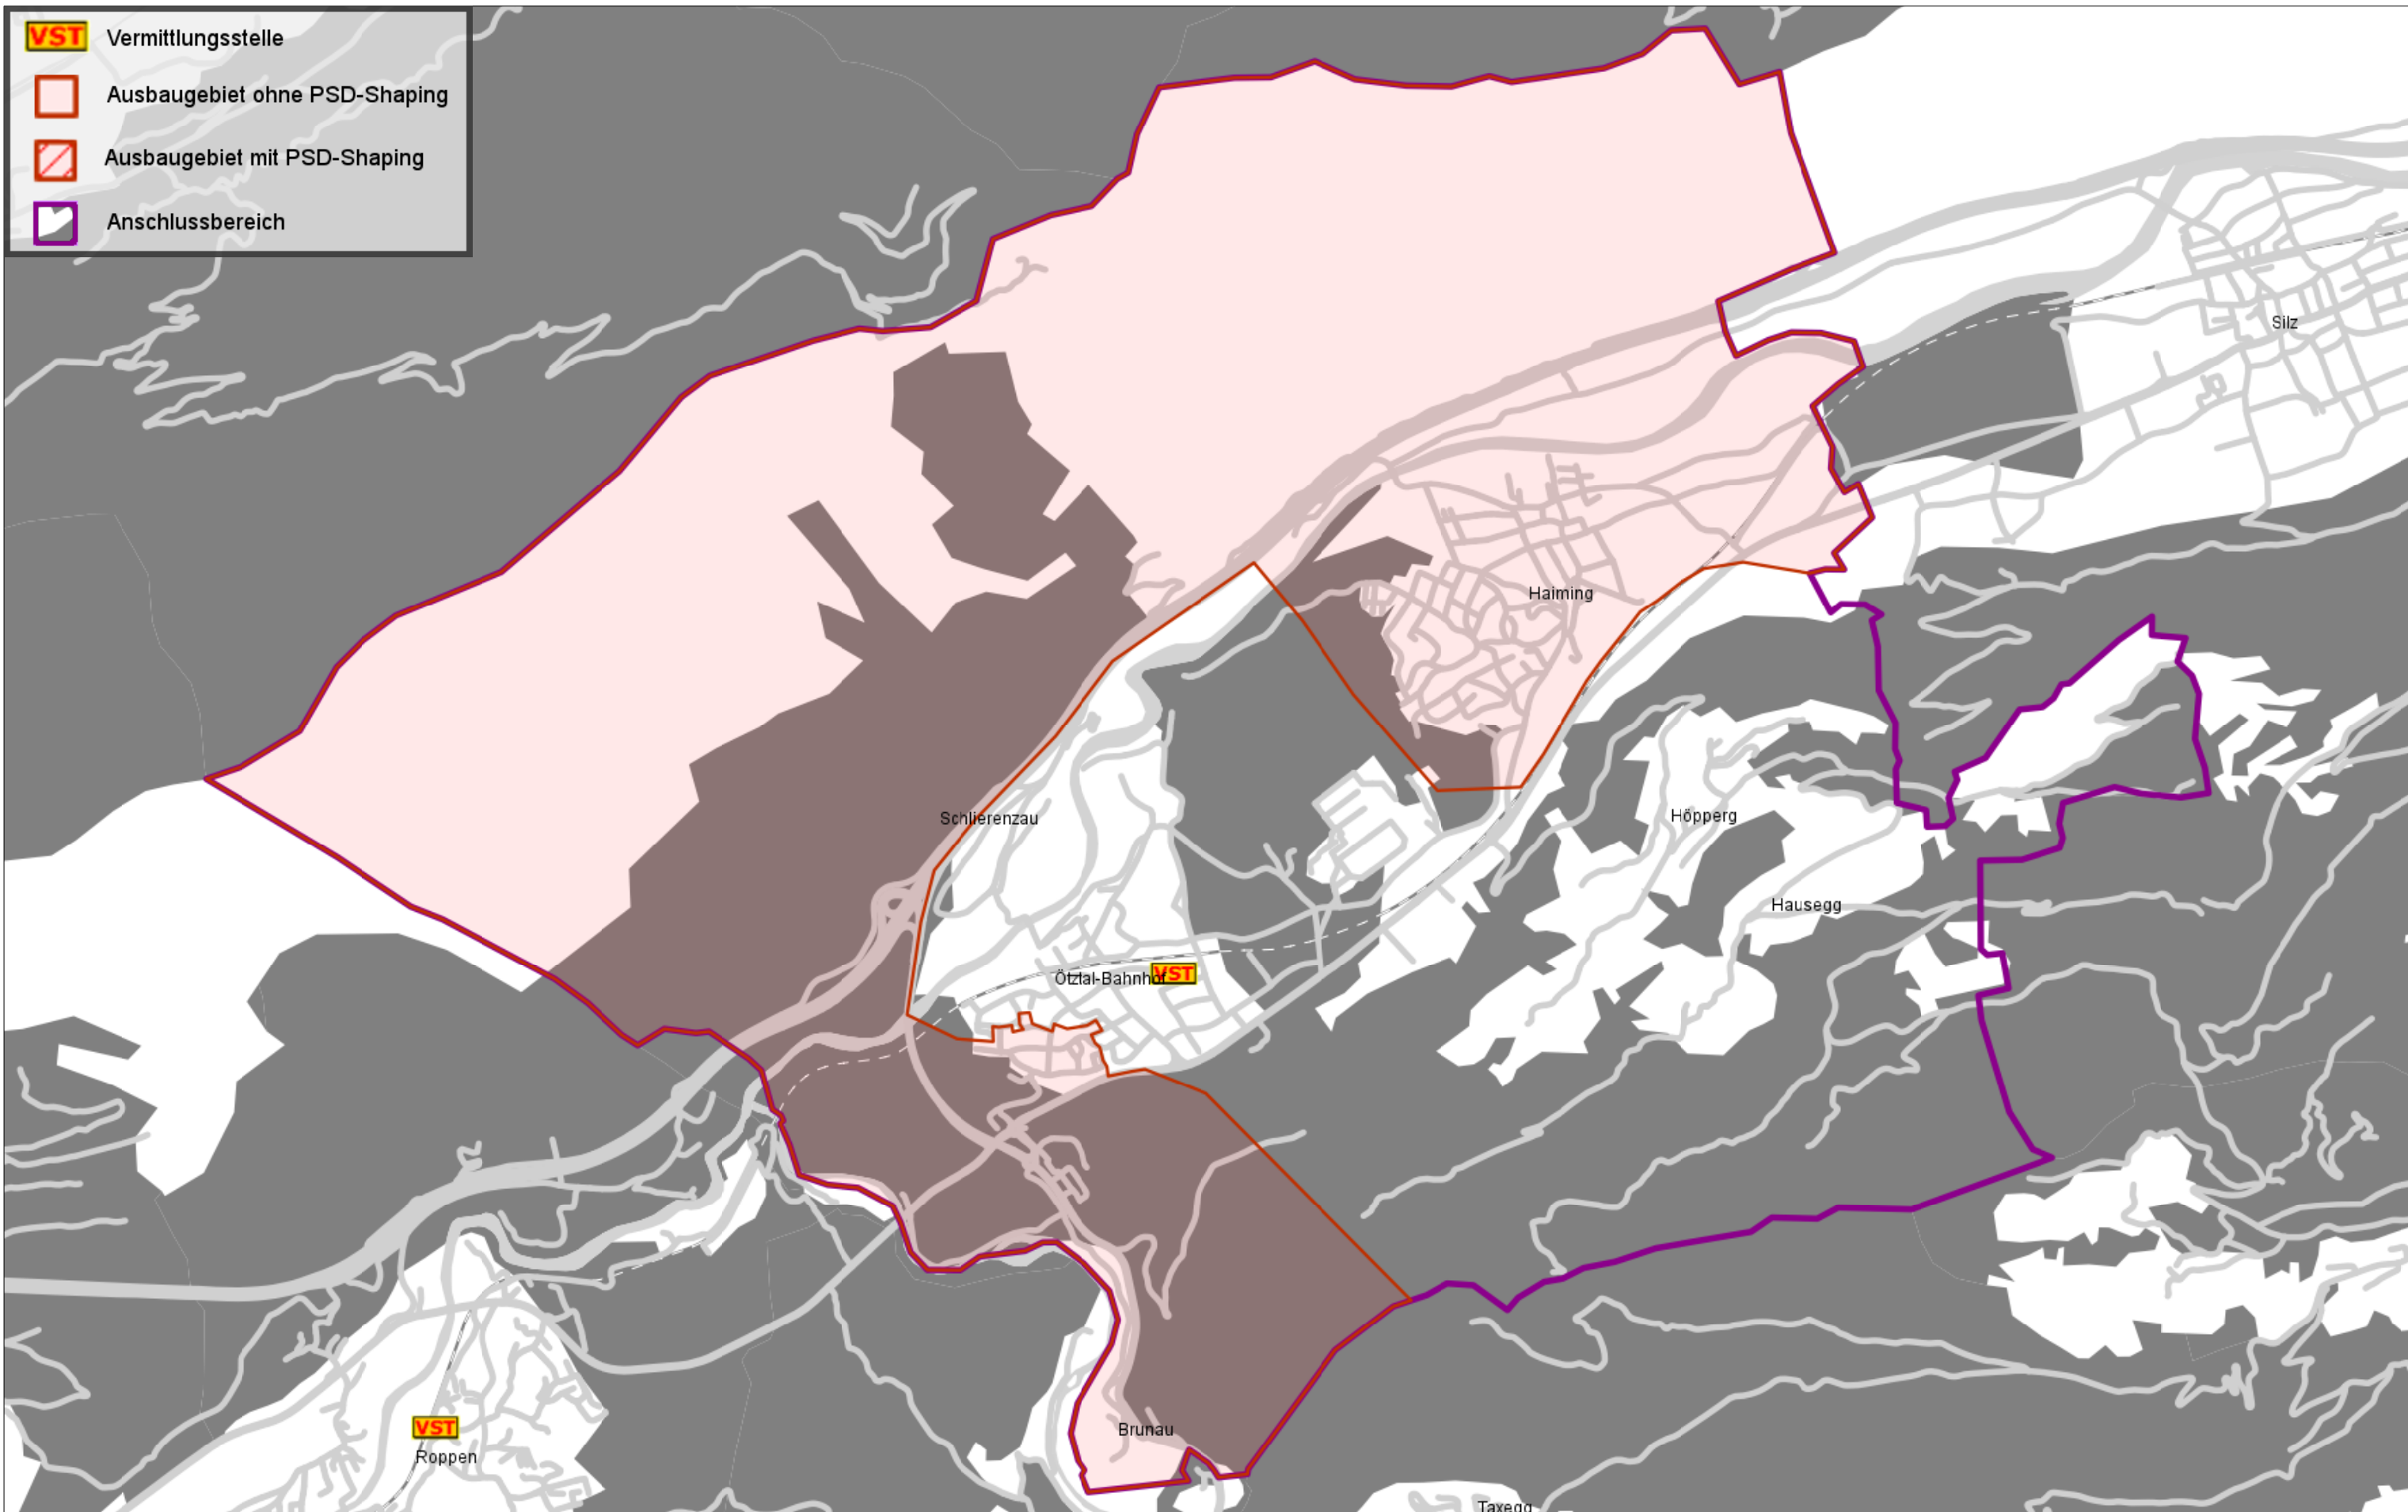 VST Vermittlungsstelle
Ausbaugebiet ohne PSD-Shaping
Ausbaugebiet mit PSD-Shaping
Anschlussbereich
Silz
Haiming
Schlierenzau
Höpperg
Hausegg
Ötztal-Bahnhof VST
Brunau
VST
Roppen
Taxegg